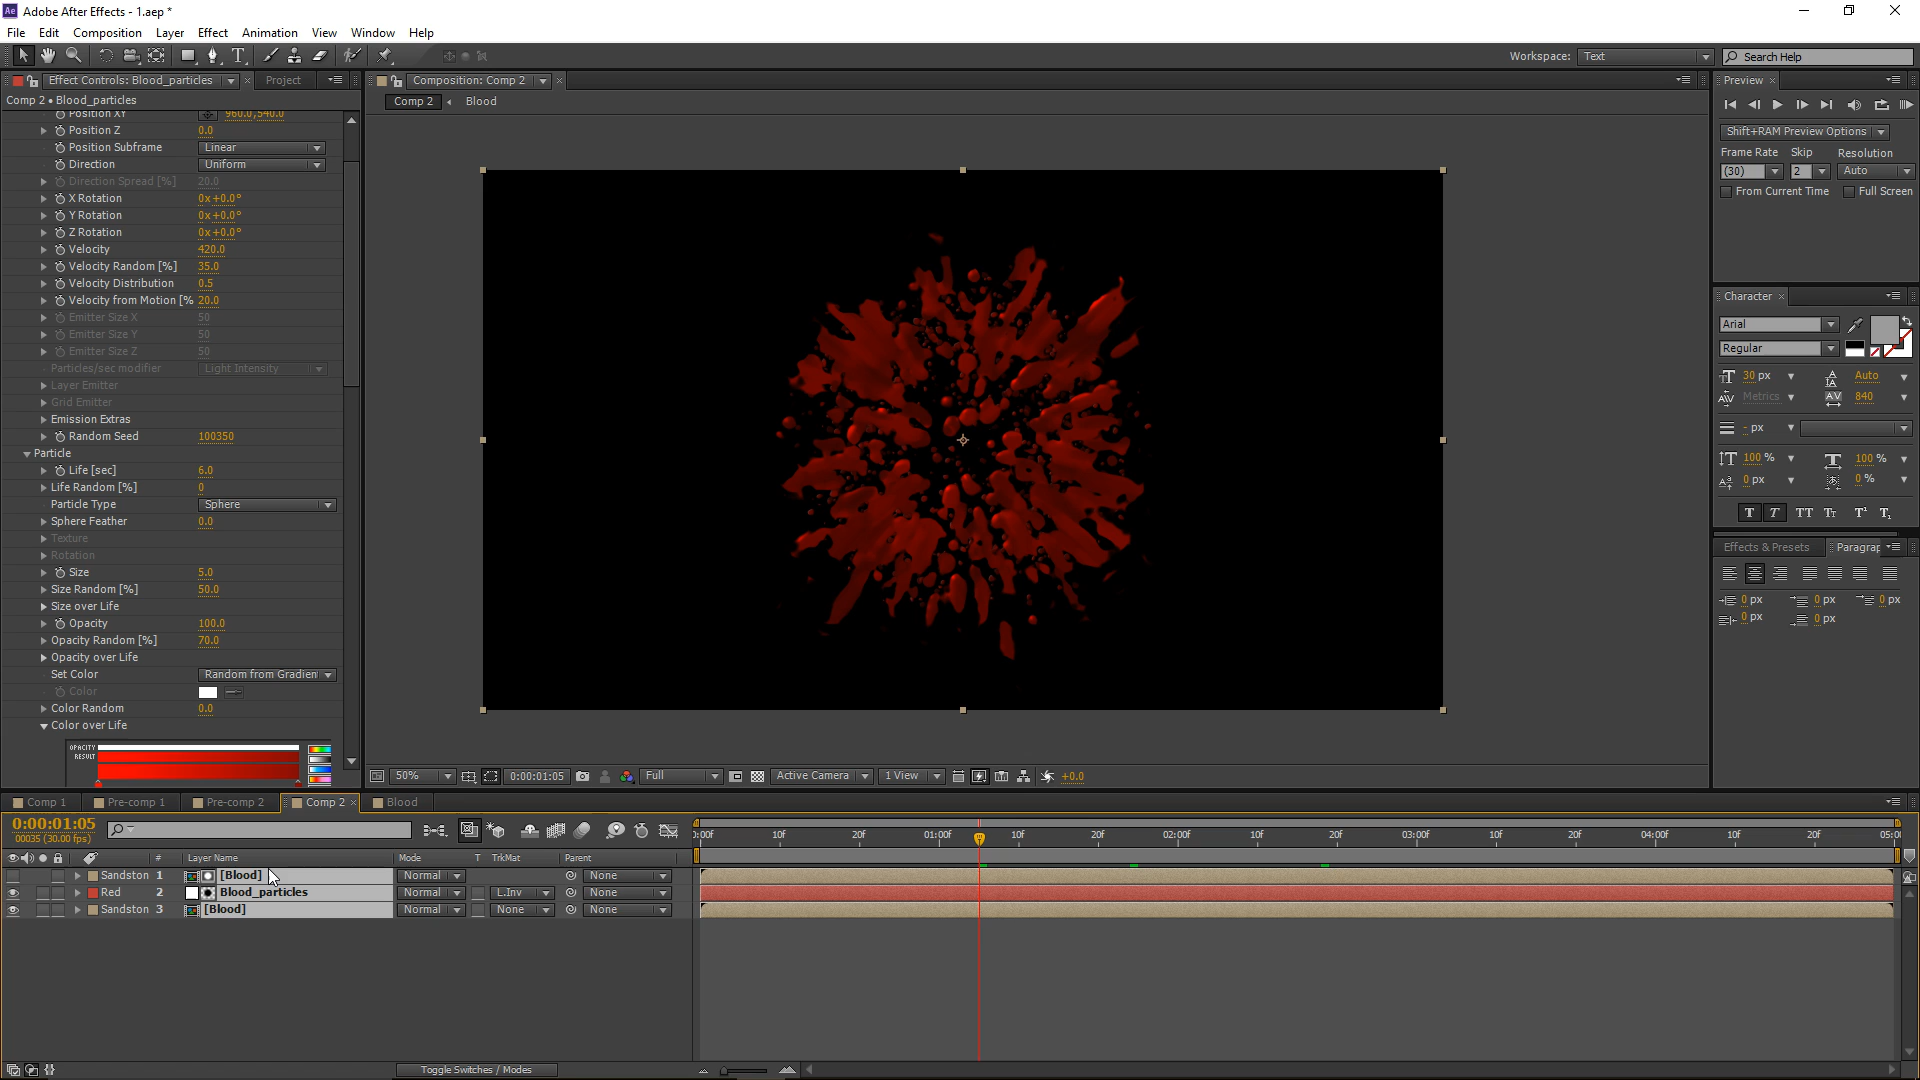 Adobe After Effects - 1.aep *
File Edit Composition Layer Effect Animation View Window Help
Workspace: Text Search Help
Effect Controls: Blood_particles Project
Composition: Comp 2
Preview
Comp 2 • Blood_particles
Comp 2 Blood
Position XY 960.0,540.0
Position Z 0.0
Position Subframe Linear
Direction Uniform
Direction Spread [%] 20.0
X Rotation 0x+0.0°
Y Rotation 0x+0.0°
Z Rotation 0x+0.0°
Velocity 420.0
Velocity Random [%] 35.0
Velocity Distribution 0.5
Velocity from Motion [% 20.0
Emitter Size X 50
Emitter Size Y 50
Emitter Size Z 50
Particles/sec modifier Light Intensity
Layer Emitter
Grid Emitter
Emission Extras
Random Seed 100350
Particle
Life [sec] 6.0
Life Random [%] 0
Particle Type Sphere
Sphere Feather 0.0
Texture
Rotation
Size 5.0
Size Random [%] 50.0
Size over Life
Opacity 100.0
Opacity Random [%] 70.0
Opacity over Life
Set Color Random from Gradien
Color
Color Random 0.0
Color over Life
OPACITY
RESULT
Shift+RAM Preview Options
Frame Rate Skip Resolution
(30) 2 Auto
From Current Time Full Screen
Character
Arial
Regular
30 px Auto
Metrics 840
- px
100 % 100 %
0 px 0 %
T T TT Tt T¹ T₁
Effects & Presets Paragrap
0 px 0 px 0 px
0 px 0 px
50% 0:00:01:05 Full Active Camera 1 View +0.0
Comp 1 Pre-comp 1 Pre-comp 2 Comp 2 Blood
0:00:01:05
00035 (30.00 fps)
):00f 10f 20f 01:00f 10f 20f 02:00f 10f 20f 03:00f 10f 20f 04:00f 10f 20f 05:0(
# Layer Name Mode T TrkMat Parent
Sandston 1 [Blood] Normal None
Red 2 Blood_particles Normal L.Inv None
Sandston 3 [Blood] Normal None None
Toggle Switches / Modes